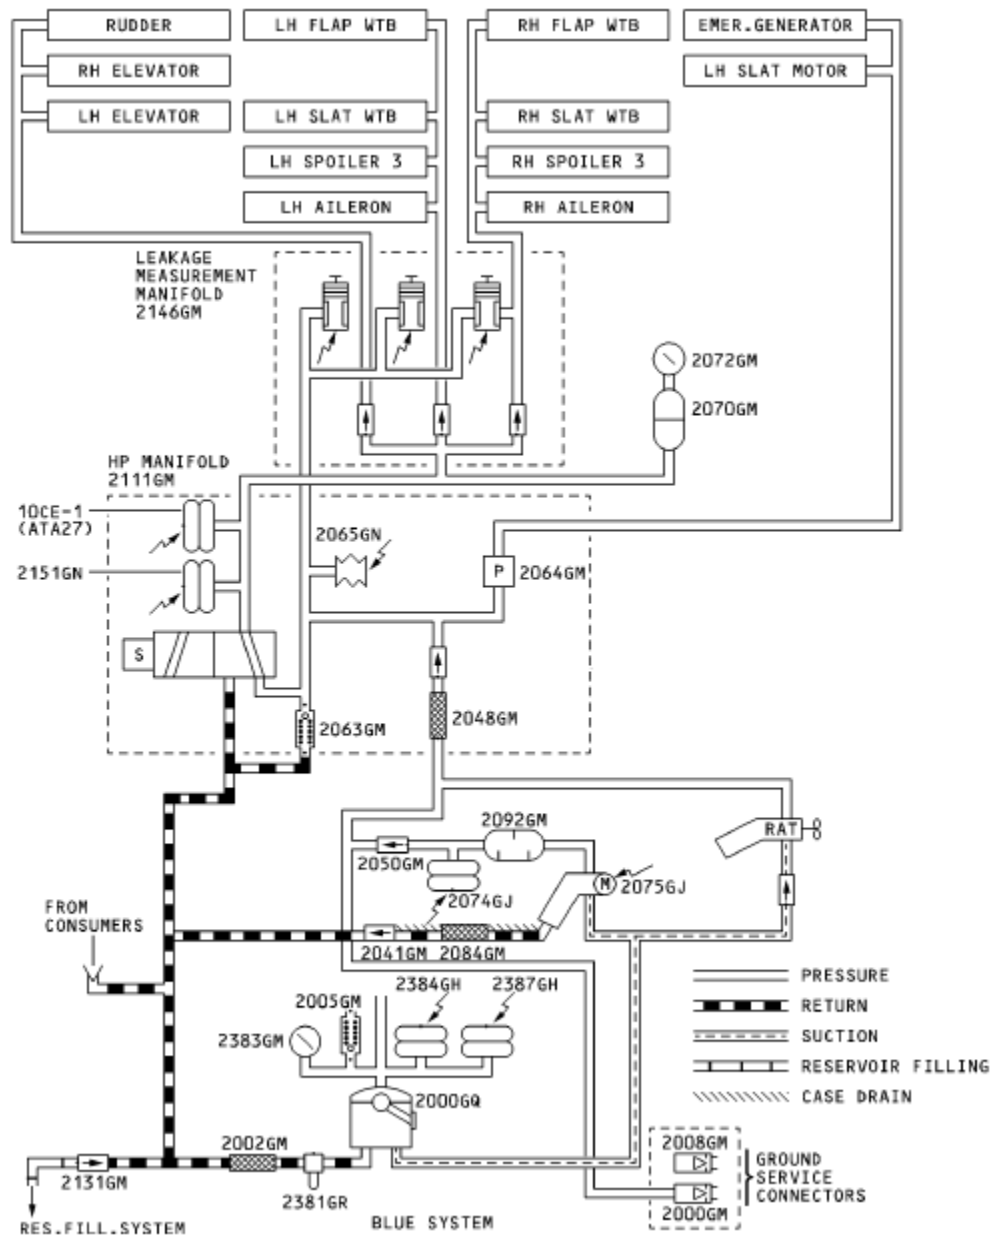 RUDDER
LH FLAP WTB
RH FLAP WTB
EMER.GENERATOR
RH ELEVATOR
LH SLAT MOTOR
LH ELEVATOR
LH SLAT WTB
RH SLAT WTB
LH SPOILER 3
RH SPOILER 3
LH AILERON
RH AILERON
LEAKAGE
MEASUREMENT
MANIFOLD
2146GM
2072GM
2070GM
HP MANIFOLD
2111GM
10CE-1
(ATA27)
2065GN
2151GN
P
2064GM
S
2063GM
2048GM
2092GM
RAT
2050GM
2074GJ
M
2075GJ
FROM
CONSUMERS
2041GM
2084GM
2384GH
2387GH
2005GM
2383GM
PRESSURE
RETURN
SUCTION
RESERVOIR FILLING
CASE DRAIN
2000GQ
2002GM
2131GM
2381GR
2008GM
2000GM
GROUND
SERVICE
CONNECTORS
RES.FILL.SYSTEM
BLUE SYSTEM